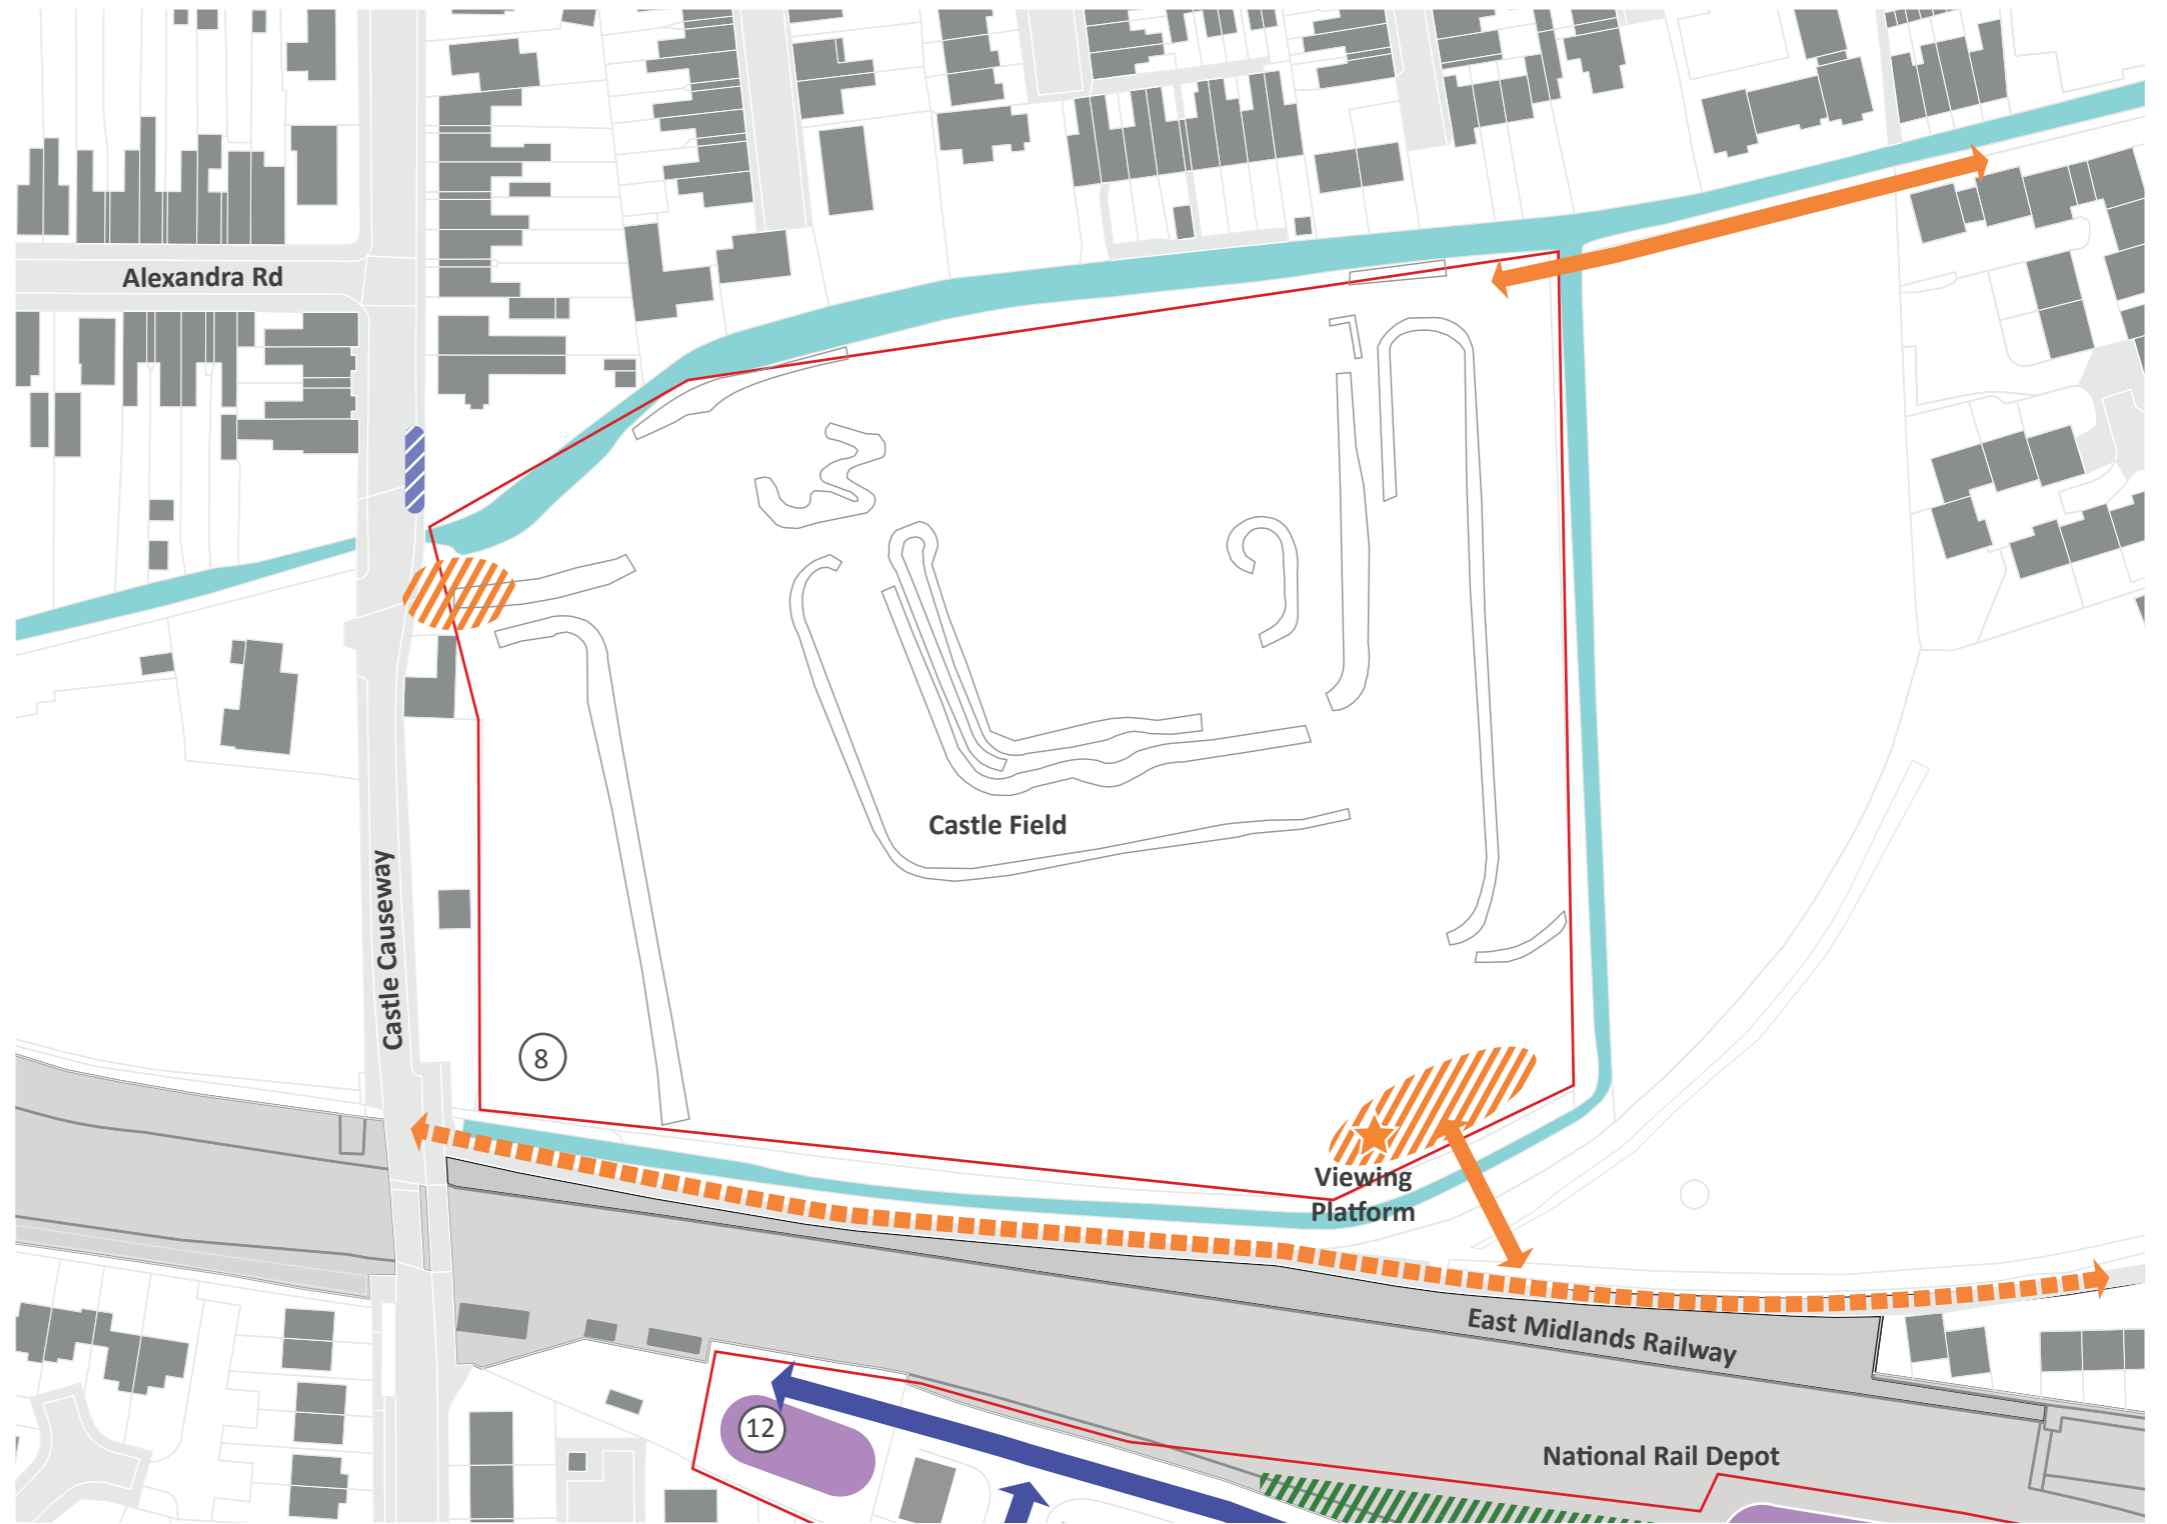 Alexandra Rd
Castle Causeway
Castle Field
8
Viewing
Platform
East Midlands Railway
12
National Rail Depot